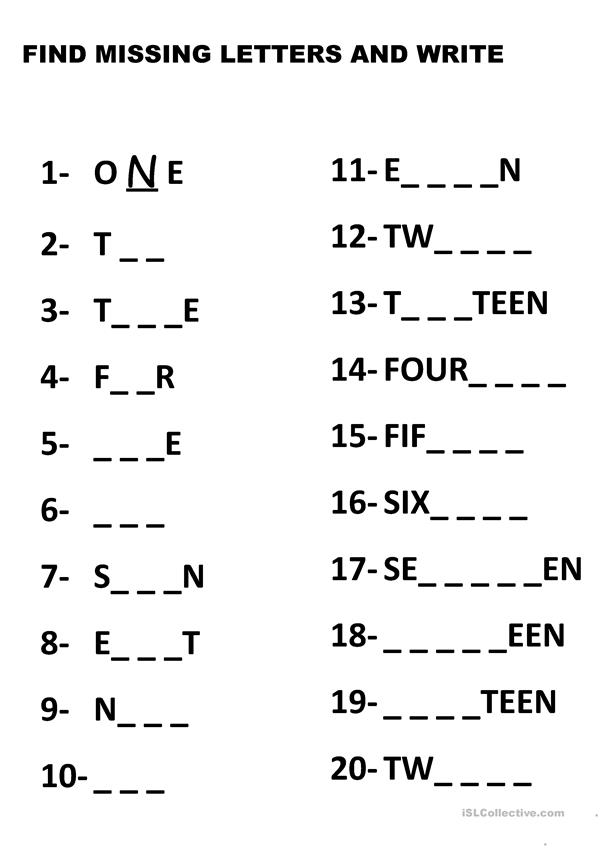 FIND MISSING LETTERS AND WRITE
1- O N E
2- T _ _
3- T_ _ _E
4- F_ _R
5- _ _ _E
6- _ _ _
7- S_ _ _N
8- E_ _ _T
9- N_ _ _
10- _ _ _
11- E_ _ _ _N
12- TW_ _ _ _
13- T_ _ _TEEN
14- FOUR_ _ _ _
15- FIF_ _ _ _
16- SIX_ _ _ _
17- SE_ _ _ _ _EN
18- _ _ _ _ _EEN
19- _ _ _ _TEEN
20- TW_ _ _ _
iSLCollective.com